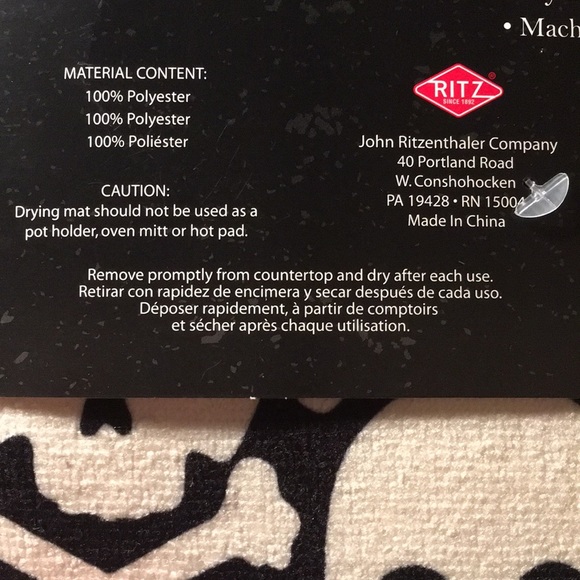 • Mach
MATERIAL CONTENT:
100% Polyester
100% Polyester
100% Poliéster
CAUTION:
Drying mat should not be used as a
pot holder, oven mitt or hot pad.
RITZ®
SINCE 1892
John Ritzenthaler Company
40 Portland Road
W. Conshohocken
PA 19428 • RN 15004
Made In China
Remove promptly from countertop and dry after each use.
Retirar con rapidez de encimera y secar después de cada uso.
Déposer rapidement, à partir de comptoirs
et sécher après chaque utilisation.